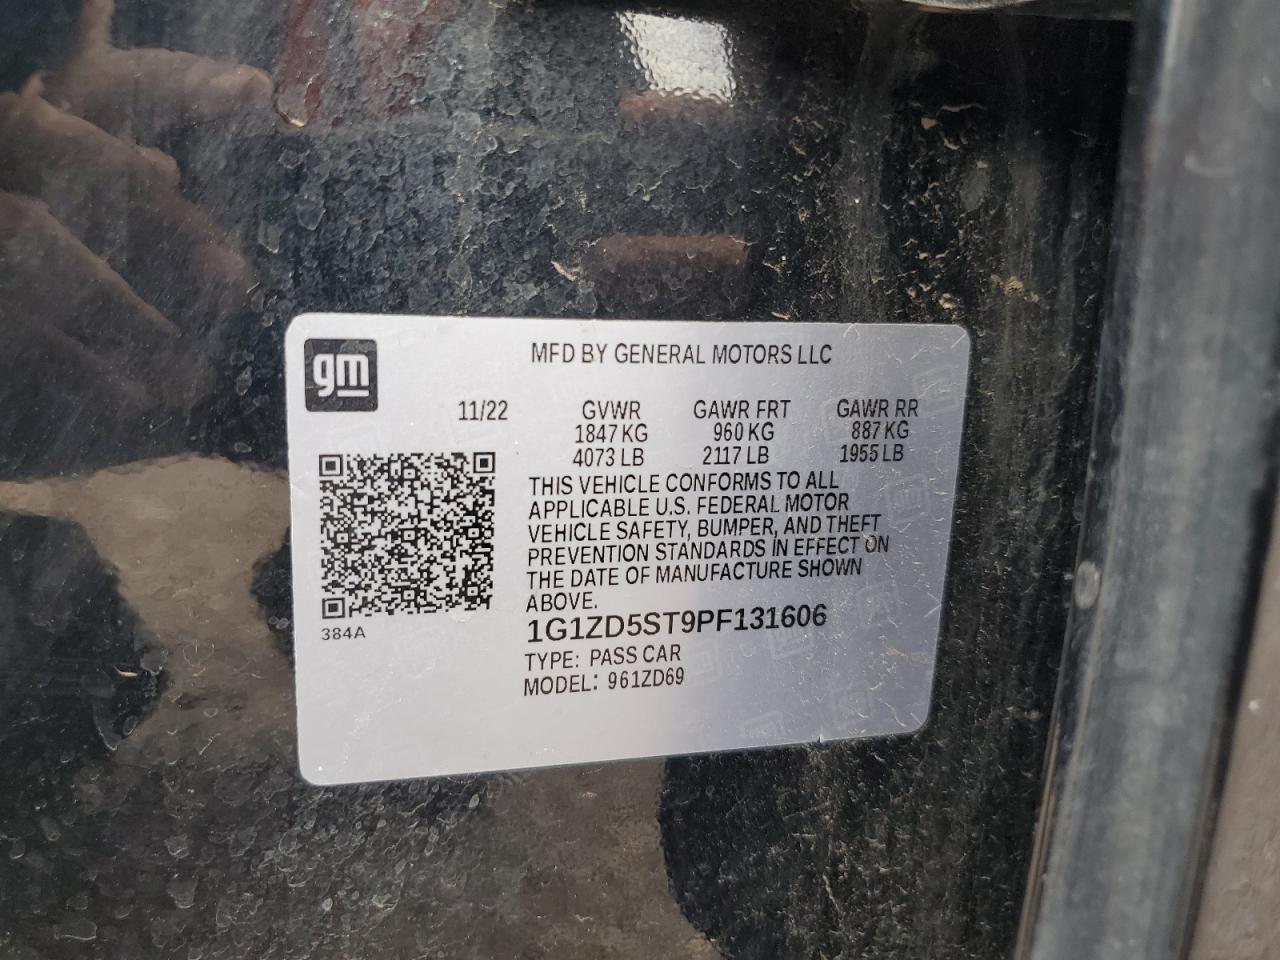 gm
MFD BY GENERAL MOTORS LLC
11/22 GVWR GAWR FRT GAWR RR
1847 KG 960 KG 887 KG
4073 LB 2117 LB 1955 LB
THIS VEHICLE CONFORMS TO ALL
APPLICABLE U.S. FEDERAL MOTOR
VEHICLE SAFETY, BUMPER, AND THEFT
PREVENTION STANDARDS IN EFFECT ON
THE DATE OF MANUFACTURE SHOWN
ABOVE.
384A
1G1ZD5ST9PF131606
TYPE: PASS CAR
MODEL: 961ZD69